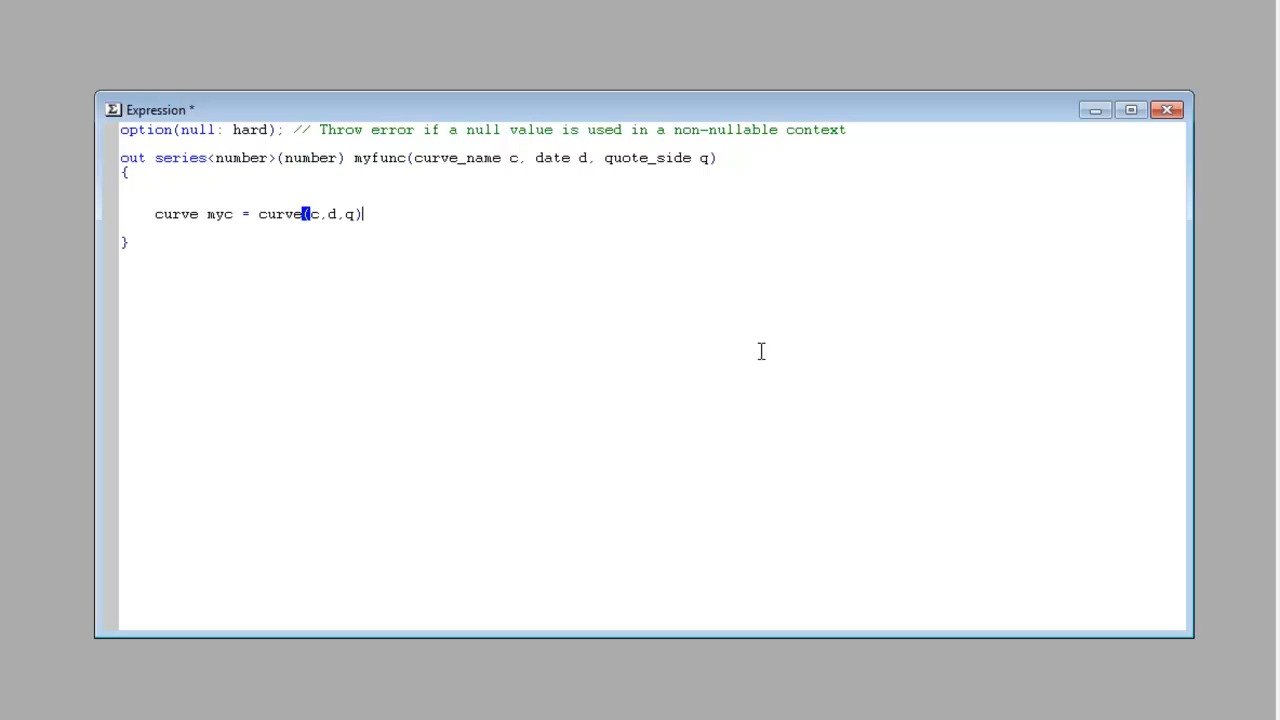 Expression *
option(null: hard); // Throw error if a null value is used in a non-nullable context
out series<number>(number) myfunc(curve_name c, date d, quote_side q)
{
curve myc = curve(c,d,q)
}